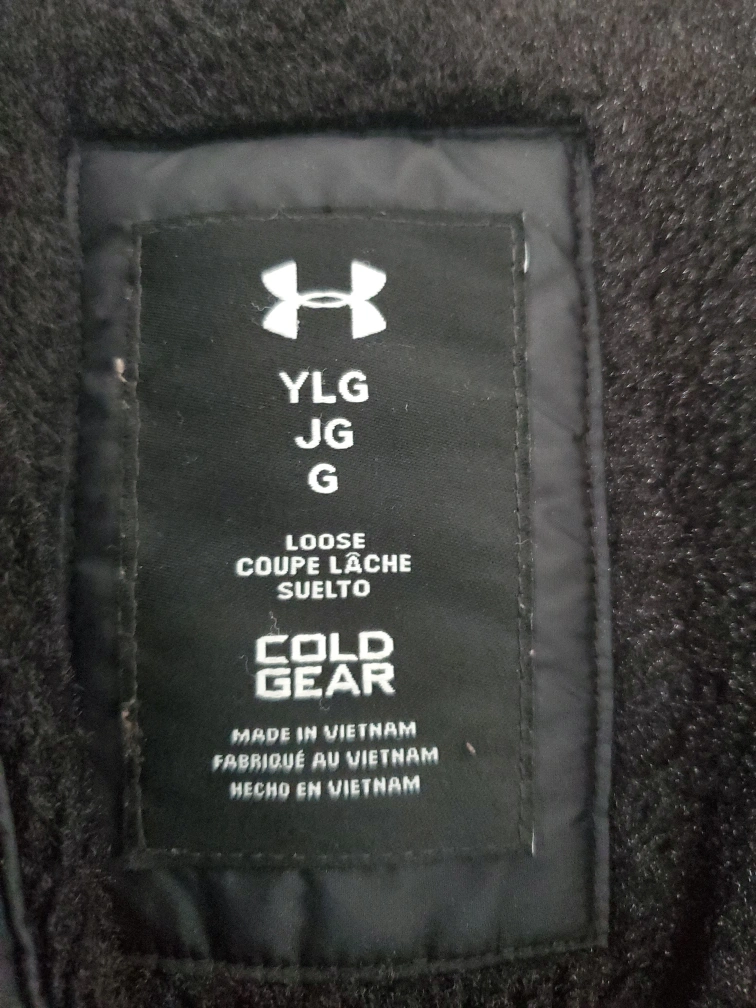 YLG
JG
G
LOOSE
COUPE LÂCHE
SUELTO
COLD
GEAR
MADE IN VIETNAM
FABRIQUÉ AU VIETNAM
HECHO EN VIETNAM